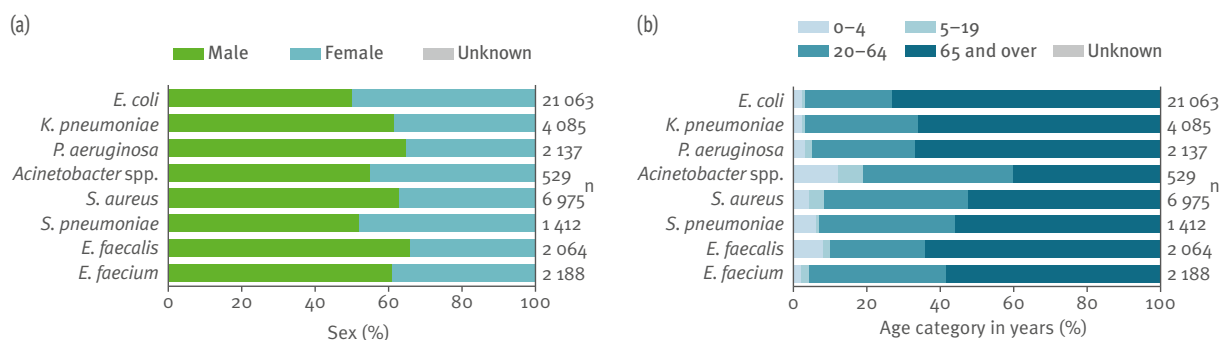 (a)
Male Female Unknown
E. coli 21 063
K. pneumoniae 4 085
P. aeruginosa 2 137
Acinetobacter spp. 529
n
S. aureus 6 975
S. pneumoniae 1 412
E. faecalis 2 064
E. faecium 2 188
0 20 40 60 80 100
Sex (%)
(b)
0–4 5–19
20–64 65 and over Unknown
E. coli 21 063
K. pneumoniae 4 085
P. aeruginosa 2 137
Acinetobacter spp. 529
n
S. aureus 6 975
S. pneumoniae 1 412
E. faecalis 2 064
E. faecium 2 188
0 20 40 60 80 100
Age category in years (%)